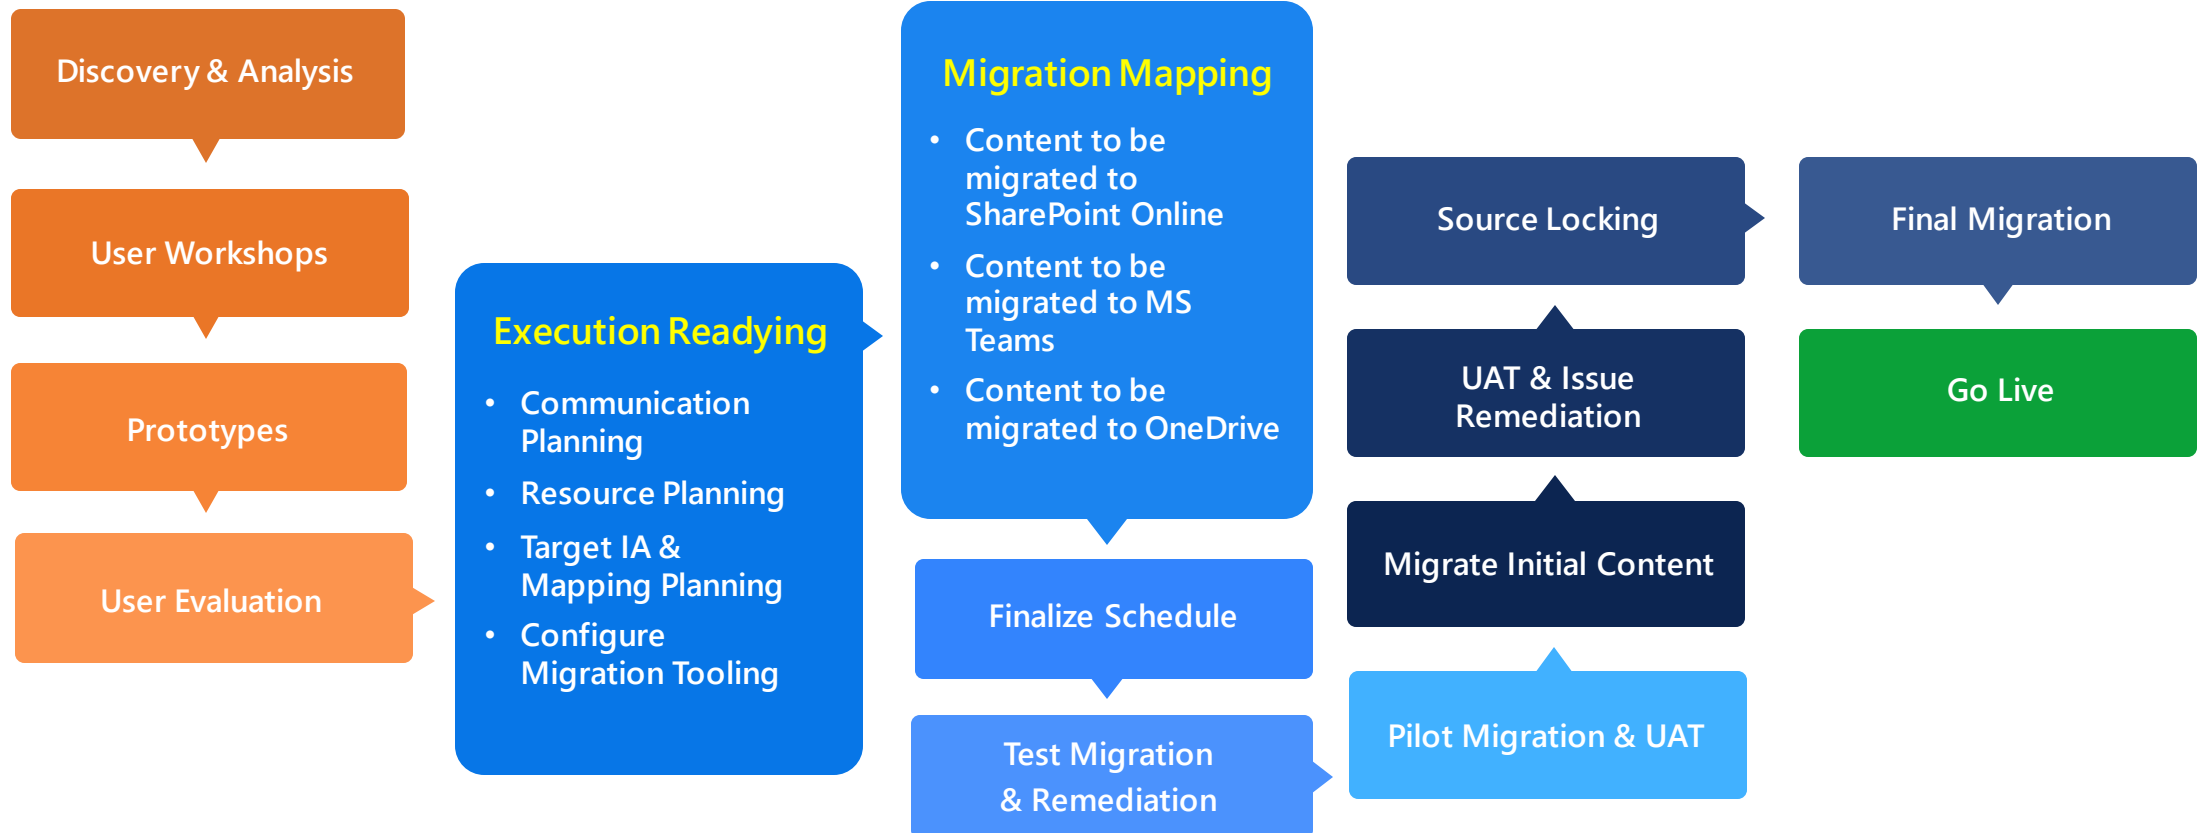 Discovery & Analysis
User Workshops
Prototypes
User Evaluation
Execution Readying
• Communication
Planning
• Resource Planning
• Target IA &
Mapping Planning
• Configure
Migration Tooling
Migration Mapping
• Content to be
migrated to
SharePoint Online
• Content to be
migrated to MS
Teams
• Content to be
migrated to OneDrive
Finalize Schedule
Test Migration
& Remediation
Pilot Migration & UAT
Migrate Initial Content
UAT & Issue
Remediation
Source Locking
Final Migration
Go Live